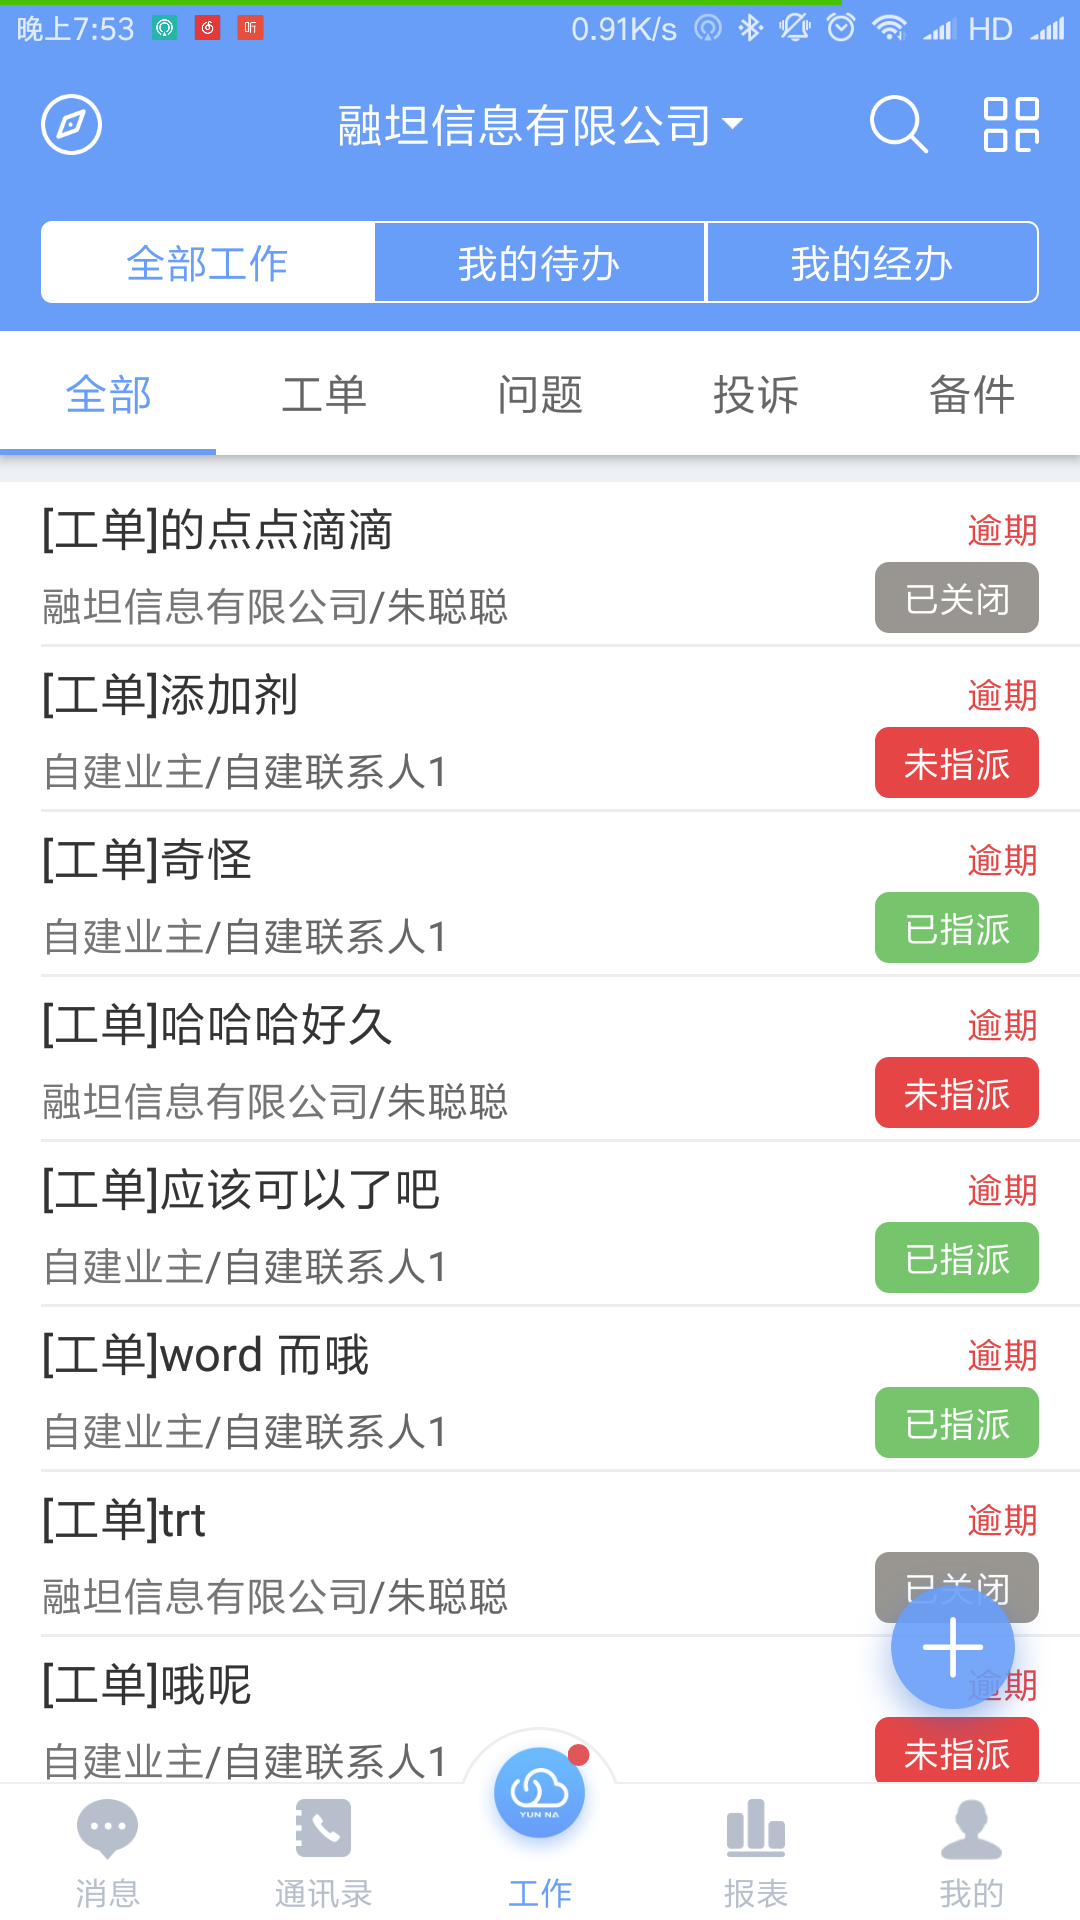 晚上7:53 听 0.91K/s HD
融坦信息有限公司
全部工作 我的待办 我的经办
全部 工单 问题 投诉 备件
[工单]的点点滴滴 逾期
融坦信息有限公司/朱聪聪 已关闭
[工单]添加剂 逾期
自建业主/自建联系人1 未指派
[工单]奇怪 逾期
自建业主/自建联系人1 已指派
[工单]哈哈哈好久 逾期
融坦信息有限公司/朱聪聪 未指派
[工单]应该可以了吧 逾期
自建业主/自建联系人1 已指派
[工单]word 而哦 逾期
自建业主/自建联系人1 已指派
[工单]trt 逾期
融坦信息有限公司/朱聪聪 已关闭
[工单]哦呢 逾期
自建业主/自建联系人1 未指派
YUN NA
消息 通讯录 工作 报表 我的